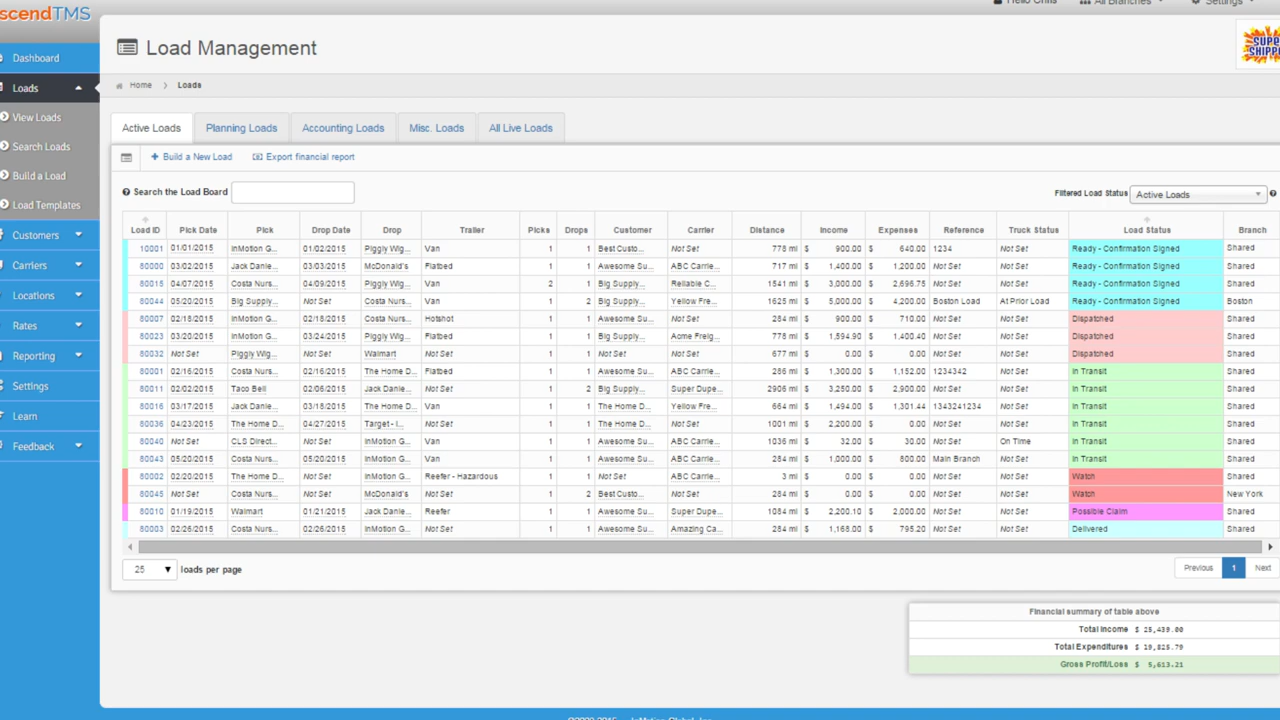 scendTMS
Hello Chris All Branches Settings
Load Management
SUPE
SHIPP
Dashboard
Loads
View Loads
Search Loads
Build a Load
Load Templates
Customers
Carriers
Locations
Rates
Reporting
Settings
Learn
Feedback
Home > Loads
Active Loads Planning Loads Accounting Loads Misc. Loads All Live Loads
+ Build a New Load Export financial report
Search the Load Board Filtered Load Status Active Loads
Load ID Pick Date Pick Drop Date Drop Trailer Picks Drops Customer Carrier Distance Income Expenses Reference Truck Status Load Status Branch
10001 01/01/2015 InMotion G... 01/02/2015 Piggly Wig... Van 1 1 Best Custo... Not Set 778 mi $ 900.00 $ 640.00 1234 Not Set Ready - Confirmation Signed Shared
80000 03/02/2015 Jack Danie... 03/03/2015 McDonald's Flatbed 1 1 Awesome Su... ABC Carrie... 717 mi $ 1,400.00 $ 1,200.00 Not Set Not Set Ready - Confirmation Signed Shared
80015 04/07/2015 Costa Nurs... 04/09/2015 Piggly Wig... Van 2 1 Awesome Su... Reliable C... 1541 mi $ 3,000.00 $ 2,696.75 Not Set Not Set Ready - Confirmation Signed Shared
80044 05/20/2015 Big Supply... Not Set Costa Nurs... Van 1 2 Big Supply... Yellow Fre... 1625 mi $ 5,000.00 $ 4,200.00 Boston Load At Prior Load Ready - Confirmation Signed Boston
80007 02/18/2015 InMotion G... 02/18/2015 Costa Nurs... Hotshot 1 1 Awesome Su... Not Set 284 mi $ 900.00 $ 710.00 Not Set Not Set Dispatched Shared
80023 03/20/2015 InMotion G... 03/24/2015 Piggly Wig... Flatbed 1 1 Big Supply... Acme Freig... 778 mi $ 1,594.90 $ 1,400.40 Not Set Not Set Dispatched Shared
80032 Not Set Piggly Wig... Not Set Walmart Not Set 1 1 Not Set Not Set 677 mi $ 0.00 $ 0.00 Not Set Not Set Dispatched Shared
80001 02/16/2015 Costa Nurs... 02/16/2015 The Home D... Flatbed 1 1 Awesome Su... ABC Carrie... 286 mi $ 1,300.00 $ 1,152.00 1234342 Not Set In Transit Shared
80011 02/02/2015 Taco Bell 02/06/2015 Jack Danie... Not Set 1 2 Big Supply... Super Dupe... 2906 mi $ 3,250.00 $ 2,900.00 Not Set Not Set In Transit Shared
80016 03/17/2015 Jack Danie... 03/18/2015 The Home D... Van 1 1 The Home D... Yellow Fre... 664 mi $ 1,494.00 $ 1,301.44 1343241234 Not Set In Transit Shared
80036 04/23/2015 The Home D... 04/27/2015 Target - I... Not Set 1 1 The Home D... Not Set 1001 mi $ 2,200.00 $ 0.00 Not Set Not Set In Transit Shared
80040 Not Set CLS Direct... Not Set InMotion G... Van 1 1 Awesome Su... ABC Carrie... 1036 mi $ 32.00 $ 30.00 Not Set On Time In Transit Shared
80043 05/20/2015 Costa Nurs... 05/20/2015 InMotion G... Van 1 1 Awesome Su... ABC Carrie... 284 mi $ 1,000.00 $ 800.00 Main Branch Not Set In Transit Shared
80002 02/20/2015 The Home D... Not Set InMotion G... Reefer - Hazardous 1 1 Not Set ABC Carrie... 3 mi $ 0.00 $ 0.00 Not Set Not Set Watch Shared
80045 Not Set Costa Nurs... Not Set McDonald's Not Set 1 2 Best Custo... Not Set 284 mi $ 0.00 $ 0.00 Not Set Not Set Watch New York
80010 01/19/2015 Walmart 01/21/2015 Jack Danie... Reefer 1 1 Awesome Su... Super Dupe... 1084 mi $ 2,200.10 $ 2,000.00 Not Set Not Set Possible Claim Shared
80003 02/26/2015 Costa Nurs... 02/26/2015 InMotion G... Not Set 1 1 Awesome Su... Amazing Ca... 284 mi $ 1,168.00 $ 795.20 Not Set Not Set Delivered Shared
25 loads per page Previous 1 Next
Financial summary of table above
Total Income $ 25,439.00
Total Expenditures $ 19,825.79
Gross Profit/Loss $ 5,613.21
©2009-2015 InMotion Global, Inc.